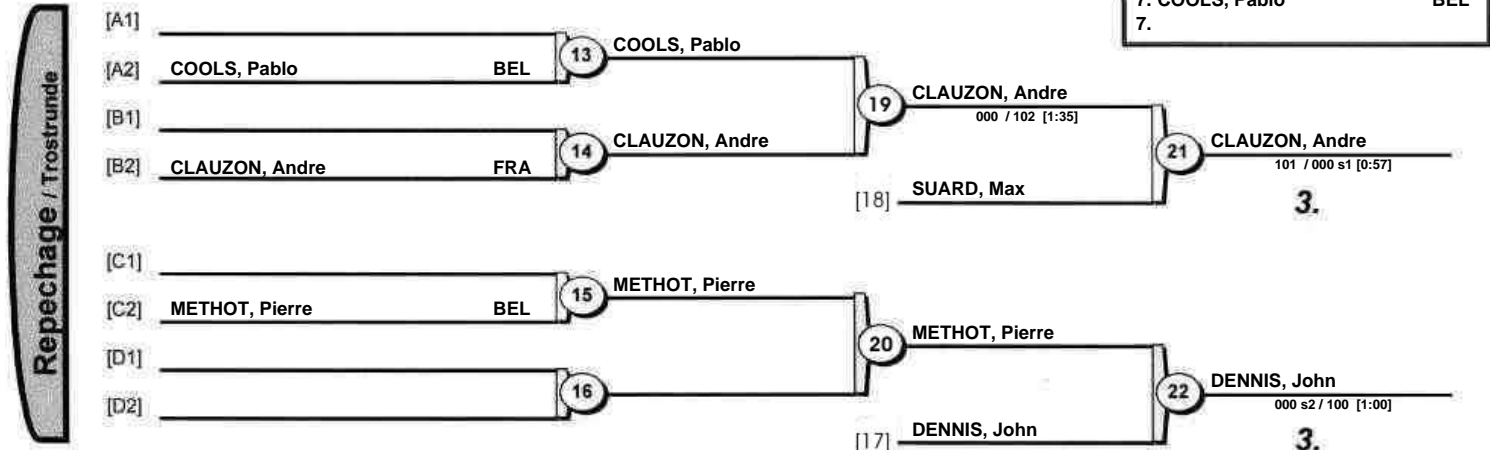 7. COOLS, Pablo BEL
7.
Repechage / Trostrunde
[A1]
[A2] COOLS, Pablo BEL
13 COOLS, Pablo
[B1]
[B2] CLAUZON, Andre FRA
14 CLAUZON, Andre
19 CLAUZON, Andre
000 / 102 [1:35]
[18] SUARD, Max
21 CLAUZON, Andre
101 / 000 s1 [0:57]
3.
[C1]
[C2] METHOT, Pierre BEL
15 METHOT, Pierre
[D1]
[D2]
16
20 METHOT, Pierre
[17] DENNIS, John
22 DENNIS, John
000 s2 / 100 [1:00]
3.